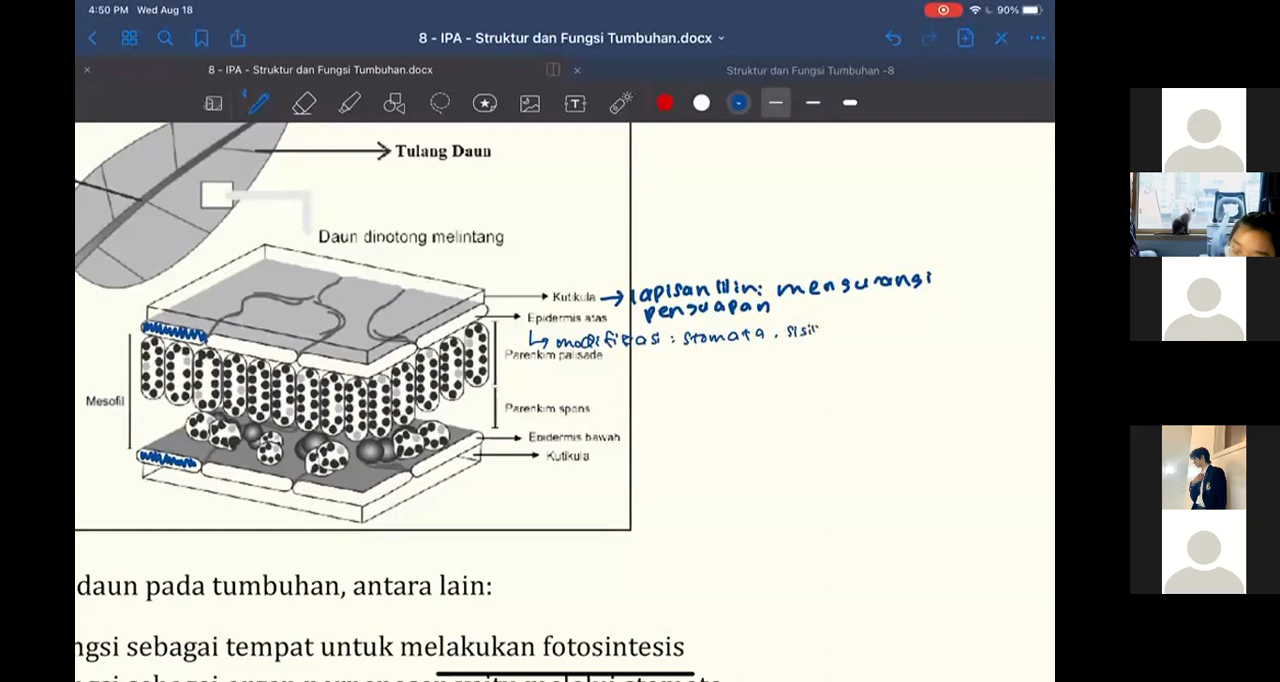 4:50 PM Wed Aug 18
90%
8 - IPA - Struktur dan Fungsi Tumbuhan.docx
8 - IPA - Struktur dan Fungsi Tumbuhan.docx
Struktur dan Fungsi Tumbuhan -8
Tulang Daun
Daun dipotong melintang
Kutikula → lapisan lilin: mengurangi
penguapan
Epidermis atas
↳ modifikasi : stomata, sisi
Parenkim palisade
Mesofil
Parenkim spons
Epidermis bawah
Kutikula
daun pada tumbuhan, antara lain:
ngsi sebagai tempat untuk melakukan fotosintesis